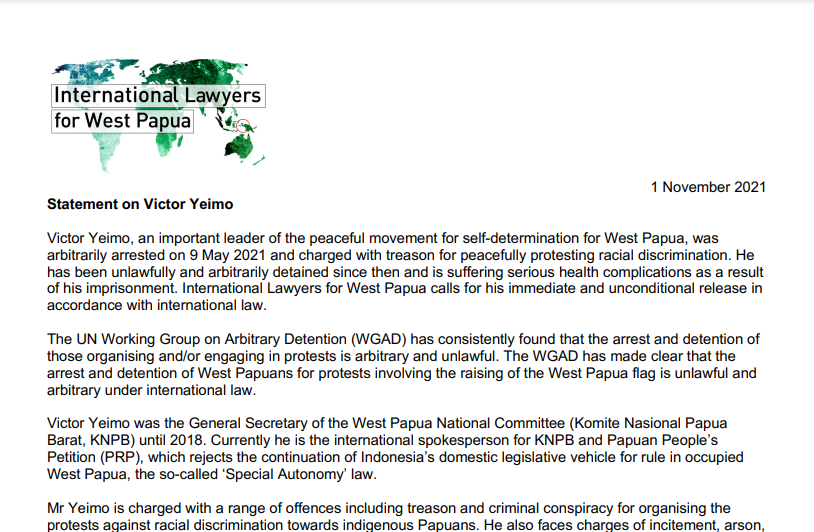 International Lawyers
for West Papua
1 November 2021
Statement on Victor Yeimo
Victor Yeimo, an important leader of the peaceful movement for self-determination for West Papua, was
arbitrarily arrested on 9 May 2021 and charged with treason for peacefully protesting racial discrimination. He
has been unlawfully and arbitrarily detained since then and is suffering serious health complications as a result
of his imprisonment. International Lawyers for West Papua calls for his immediate and unconditional release in
accordance with international law.
The UN Working Group on Arbitrary Detention (WGAD) has consistently found that the arrest and detention of
those organising and/or engaging in protests is arbitrary and unlawful. The WGAD has made clear that the
arrest and detention of West Papuans for protests involving the raising of the West Papua flag is unlawful and
arbitrary under international law.
Victor Yeimo was the General Secretary of the West Papua National Committee (Komite Nasional Papua
Barat, KNPB) until 2018. Currently he is the international spokesperson for KNPB and Papuan People’s
Petition (PRP), which rejects the continuation of Indonesia’s domestic legislative vehicle for rule in occupied
West Papua, the so-called ‘Special Autonomy’ law.
Mr Yeimo is charged with a range of offences including treason and criminal conspiracy for organising the
protests against racial discrimination towards indigenous Papuans. He also faces charges of incitement, arson,